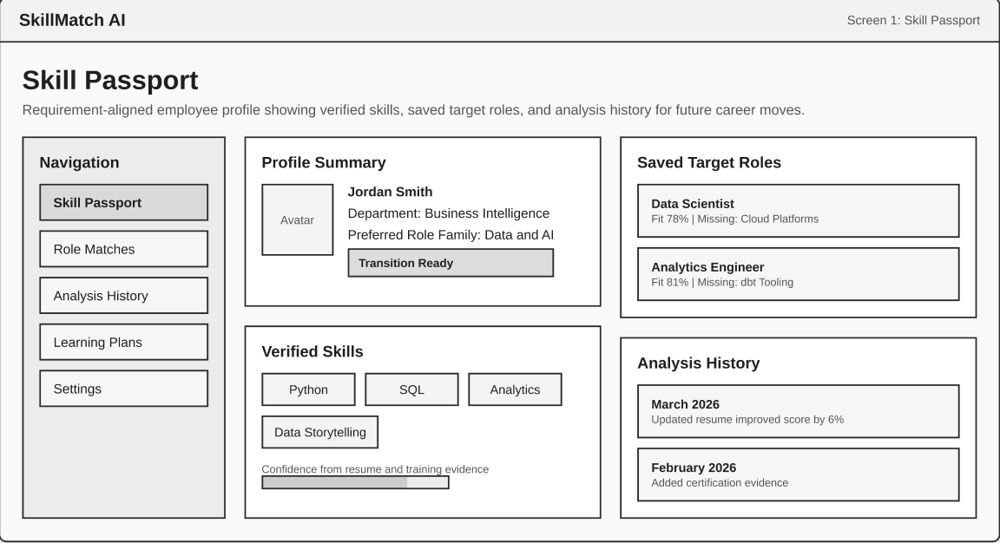 SkillMatch AI
Screen 1: Skill Passport
Skill Passport
Requirement-aligned employee profile showing verified skills, saved target roles, and analysis history for future career moves.
Navigation
Skill Passport
Role Matches
Analysis History
Learning Plans
Settings
Profile Summary
Avatar
Jordan Smith
Department: Business Intelligence
Preferred Role Family: Data and AI
Transition Ready
Verified Skills
Python
SQL
Analytics
Data Storytelling
Confidence from resume and training evidence
Saved Target Roles
Data Scientist
Fit 78% | Missing: Cloud Platforms
Analytics Engineer
Fit 81% | Missing: dbt Tooling
Analysis History
March 2026
Updated resume improved score by 6%
February 2026
Added certification evidence